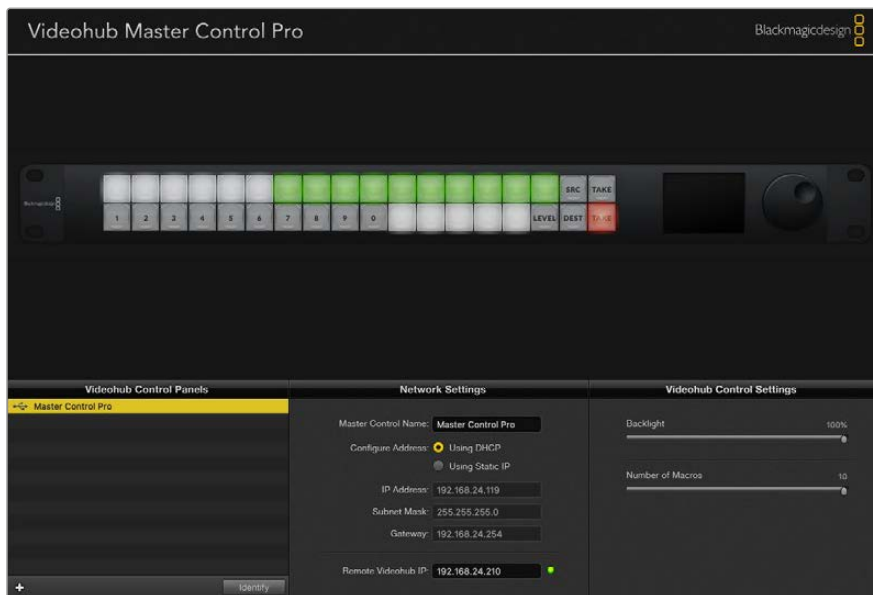 Videohub Master Control Pro
Blackmagicdesign
SRC TAKE
1 2 3 4 5 6 7 8 9 0 LEVEL DEST TAKE
Videohub Control Panels
Master Control Pro
Identify
Network Settings
Master Control Name: Master Control Pro
Configure Address: Using DHCP
Using Static IP
IP Address: 192.168.24.119
Subnet Mask: 255.255.255.0
Gateway: 192.168.24.254
Remote Videohub IP: 192.168.24.210
Videohub Control Settings
Backlight 100%
Number of Macros 10